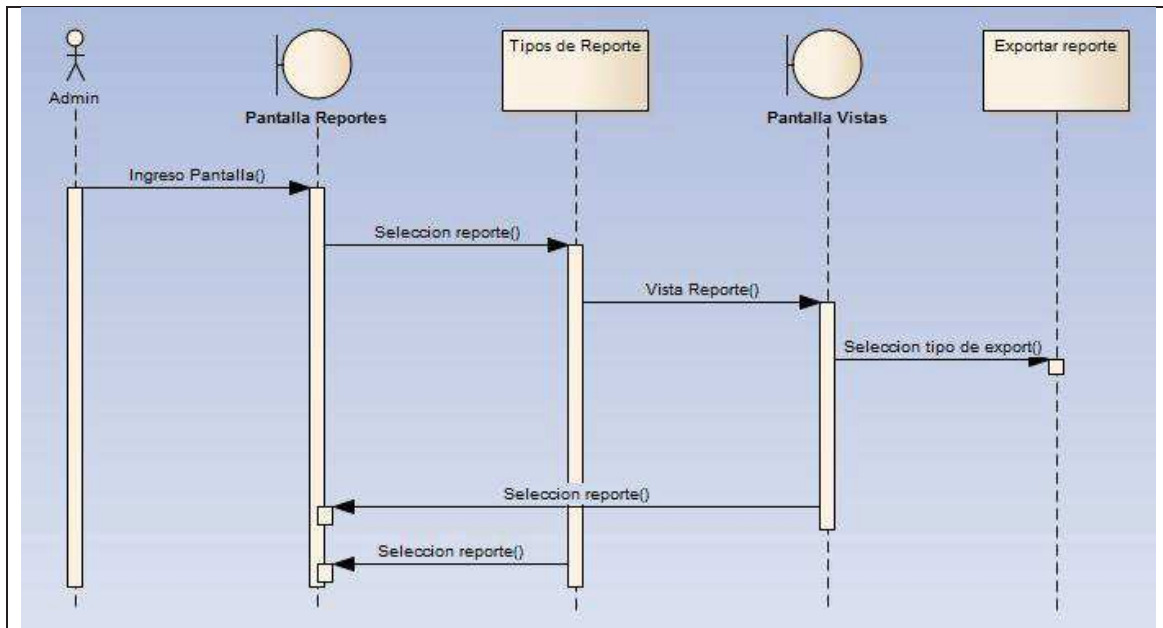 Tipos de Reporte
Exportar reporte
Admin
Pantalla Reportes
Pantalla Vistas
Ingreso Pantalla()
Seleccion reporte()
Vista Reporte()
Seleccion tipo de export()
Seleccion reporte()
Seleccion reporte()